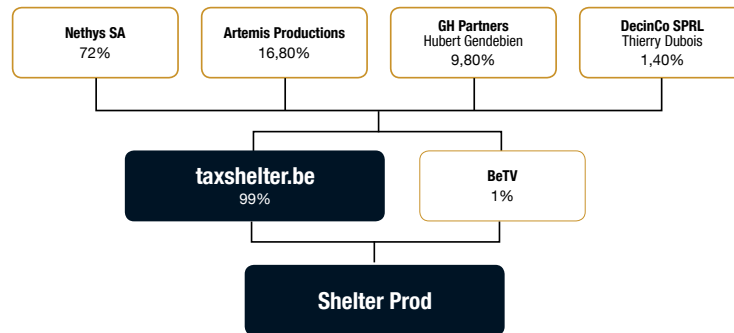 Nethys SA
72%
Artemis Productions
16,80%
GH Partners
Hubert Gendebien
9,80%
DecinCo SPRL
Thierry Dubois
1,40%
taxshelter.be
99%
BeTV
1%
Shelter Prod